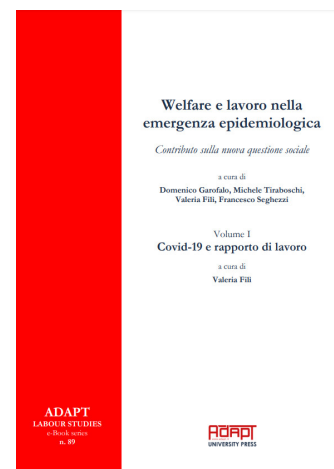 Welfare e lavoro nella
emergenza epidemiologica
Contributo sulla nuova questione sociale
a cura di
Domenico Garofalo, Michele Tiraboschi,
Valeria Filì, Francesco Seghezzi
Volume I
Covid-19 e rapporto di lavoro
a cura di
Valeria Filì
ADAPT
LABOUR STUDIES
e-Book series
n. 89
ADAPT
UNIVERSITY PRESS